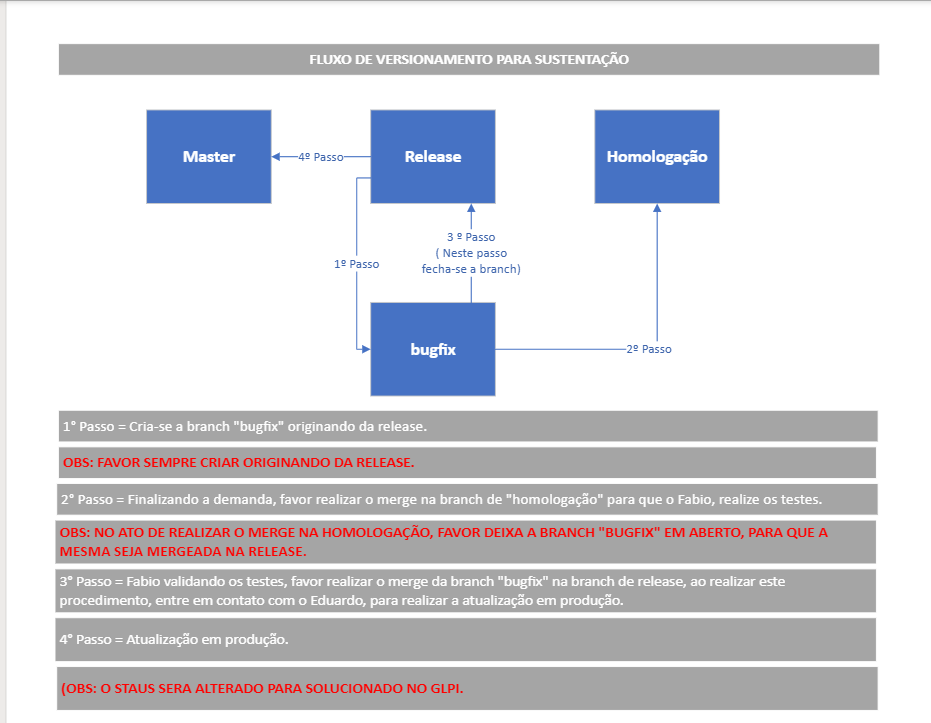 FLUXO DE VERSIONAMENTO PARA SUSTENTAÇÃO
Master
4º Passo
Release
Homologação
3 º Passo
( Neste passo
fecha-se a branch)
1º Passo
bugfix
2º Passo
1° Passo = Cria-se a branch "bugfix" originando da release.
OBS: FAVOR SEMPRE CRIAR ORIGINANDO DA RELEASE.
2° Passo = Finalizando a demanda, favor realizar o merge na branch de "homologação" para que o Fabio, realize os testes.
OBS: NO ATO DE REALIZAR O MERGE NA HOMOLOGAÇÃO, FAVOR DEIXA A BRANCH "BUGFIX" EM ABERTO, PARA QUE A
MESMA SEJA MERGEADA NA RELEASE.
3° Passo = Fabio validando os testes, favor realizar o merge da branch "bugfix" na branch de release, ao realizar este
procedimento, entre em contato com o Eduardo, para realizar a atualização em produção.
4° Passo = Atualização em produção.
(OBS: O STAUS SERA ALTERADO PARA SOLUCIONADO NO GLPI.